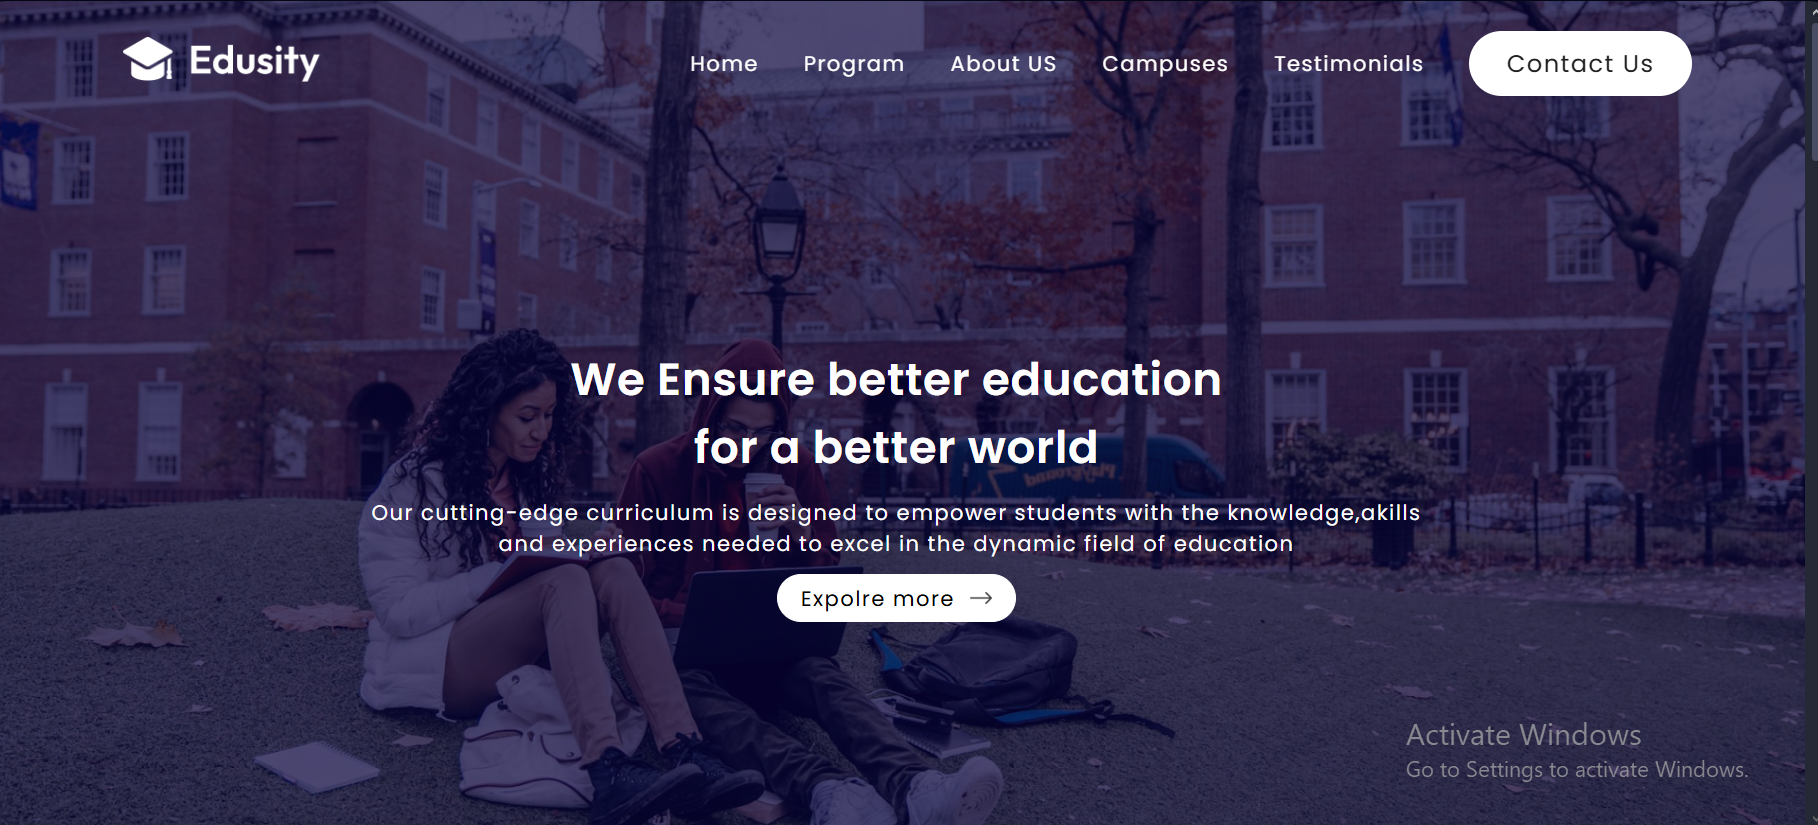 Edusity
Home Program About US Campuses Testimonials Contact Us
We Ensure better education
for a better world
Our cutting-edge curriculum is designed to empower students with the knowledge,akills
and experiences needed to excel in the dynamic field of education
Expolre more →
Activate Windows
Go to Settings to activate Windows.